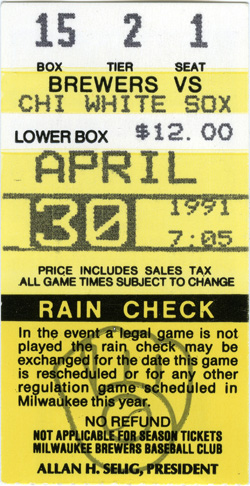 15 2 1
BOX TIER SEAT
BREWERS VS
CHI WHITE SOX
LOWER BOX $12.00
APRIL
30 1991
7:05
PRICE INCLUDES SALES TAX
ALL GAME TIMES SUBJECT TO CHANGE
RAIN CHECK
In the event a legal game is not
played the rain check may be
exchanged for the date this game
is rescheduled or for any other
regulation game scheduled in
Milwaukee this year.
NO REFUND
NOT APPLICABLE FOR SEASON TICKETS
MILWAUKEE BREWERS BASEBALL CLUB
ALLAN H. SELIG, PRESIDENT